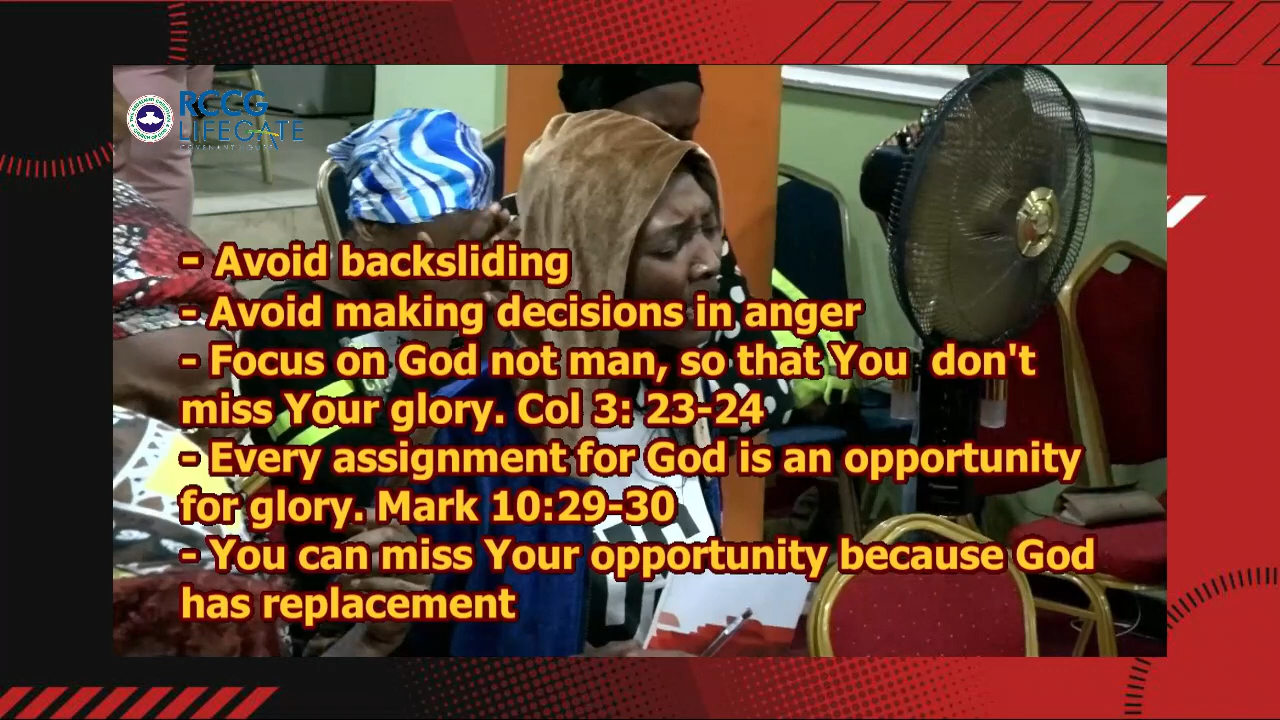 RCCG
LIFEGATE
COVENANT HOUSE
- Avoid backsliding
- Avoid making decisions in anger
- Focus on God not man, so that You  don't
miss Your glory. Col 3: 23-24
- Every assignment for God is an opportunity
for glory. Mark 10:29-30
- You can miss Your opportunity because God
has replacement